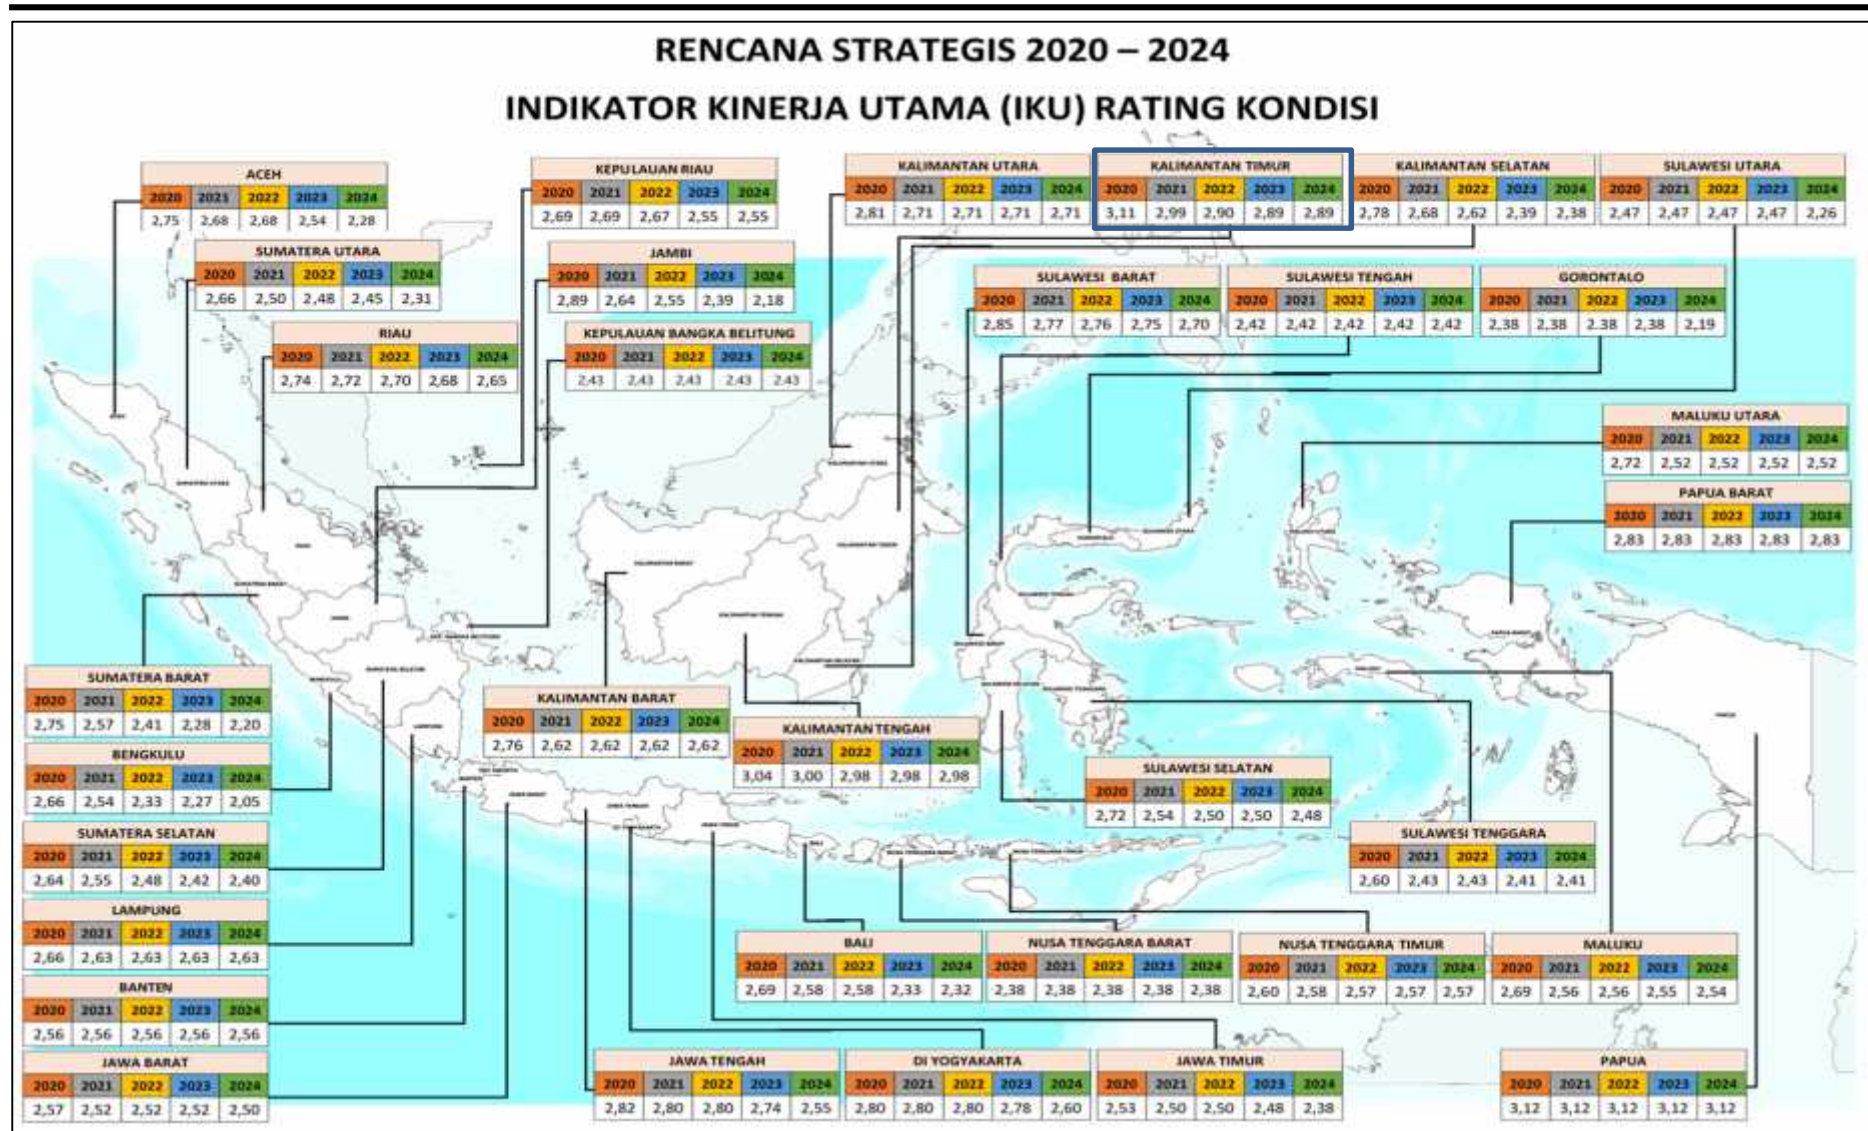 RENCANA STRATEGIS 2020 – 2024
INDIKATOR KINERJA UTAMA (IKU) RATING KONDISI
ACEH
2020 2021 2022 2023 2024
2,75 2,68 2,68 2,54 2,28
KEPULAUAN RIAU
2020 2021 2022 2023 2024
2,69 2,69 2,67 2,55 2,55
KALIMANTAN UTARA
2020 2021 2022 2023 2024
2,81 2,71 2,71 2,71 2,71
KALIMANTAN TIMUR
2020 2021 2022 2023 2024
3,11 2,99 2,90 2,89 2,89
KALIMANTAN SELATAN
2020 2021 2022 2023 2024
2,78 2,68 2,62 2,39 2,38
SULAWESI UTARA
2020 2021 2022 2023 2024
2,47 2,47 2,47 2,47 2,26
SUMATERA UTARA
2020 2021 2022 2023 2024
2,66 2,50 2,48 2,45 2,31
JAMBI
2020 2021 2022 2023 2024
2,89 2,64 2,55 2,39 2,18
SULAWESI BARAT
2020 2021 2022 2023 2024
2,85 2,77 2,76 2,75 2,70
SULAWESI TENGAH
2020 2021 2022 2023 2024
2,42 2,42 2,42 2,42 2,42
GORONTALO
2020 2021 2022 2023 2024
2,38 2,38 2,38 2,38 2,19
RIAU
2020 2021 2022 2023 2024
2,74 2,72 2,70 2,68 2,65
KEPULAUAN BANGKA BELITUNG
2020 2021 2022 2023 2024
2,43 2,43 2,43 2,43 2,43
MALUKU UTARA
2020 2021 2022 2023 2024
2,72 2,52 2,52 2,52 2,52
PAPUA BARAT
2020 2021 2022 2023 2024
2,83 2,83 2,83 2,83 2,83
SUMATERA BARAT
2020 2021 2022 2023 2024
2,75 2,57 2,41 2,28 2,20
KALIMANTAN BARAT
2020 2021 2022 2023 2024
2,76 2,62 2,62 2,62 2,62
KALIMANTAN TENGAH
2020 2021 2022 2023 2024
3,04 3,00 2,98 2,98 2,98
BENGKULU
2020 2021 2022 2023 2024
2,66 2,54 2,33 2,27 2,05
SULAWESI SELATAN
2020 2021 2022 2023 2024
2,72 2,54 2,50 2,50 2,48
SUMATERA SELATAN
2020 2021 2022 2023 2024
2,64 2,55 2,48 2,42 2,40
SULAWESI TENGGARA
2020 2021 2022 2023 2024
2,60 2,43 2,43 2,41 2,41
LAMPUNG
2020 2021 2022 2023 2024
2,66 2,63 2,63 2,63 2,63
BALI
2020 2021 2022 2023 2024
2,69 2,58 2,58 2,33 2,32
NUSA TENGGARA BARAT
2020 2021 2022 2023 2024
2,38 2,38 2,38 2,38 2,38
NUSA TENGGARA TIMUR
2020 2021 2022 2023 2024
2,60 2,58 2,57 2,57 2,57
MALUKU
2020 2021 2022 2023 2024
2,69 2,56 2,56 2,55 2,54
BANTEN
2020 2021 2022 2023 2024
2,56 2,56 2,56 2,56 2,56
JAWA BARAT
2020 2021 2022 2023 2024
2,57 2,52 2,52 2,52 2,50
JAWA TENGAH
2020 2021 2022 2023 2024
2,82 2,80 2,80 2,74 2,55
DI YOGYAKARTA
2020 2021 2022 2023 2024
2,80 2,80 2,80 2,78 2,60
JAWA TIMUR
2020 2021 2022 2023 2024
2,53 2,50 2,50 2,48 2,38
PAPUA
2020 2021 2022 2023 2024
3,12 3,12 3,12 3,12 3,12